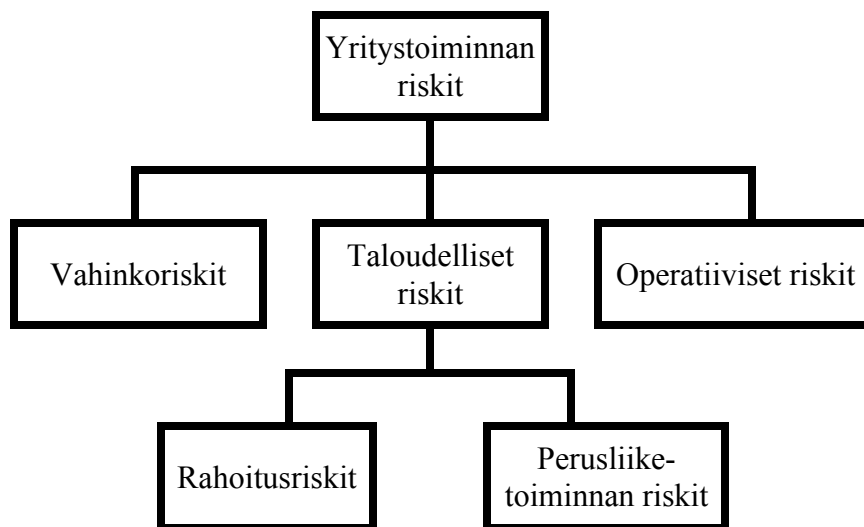 Yritystoiminnan
riskit
Vahinkoriskit
Taloudelliset
riskit
Operatiiviset riskit
Rahoitusriskit
Perusliike-
toiminnan riskit